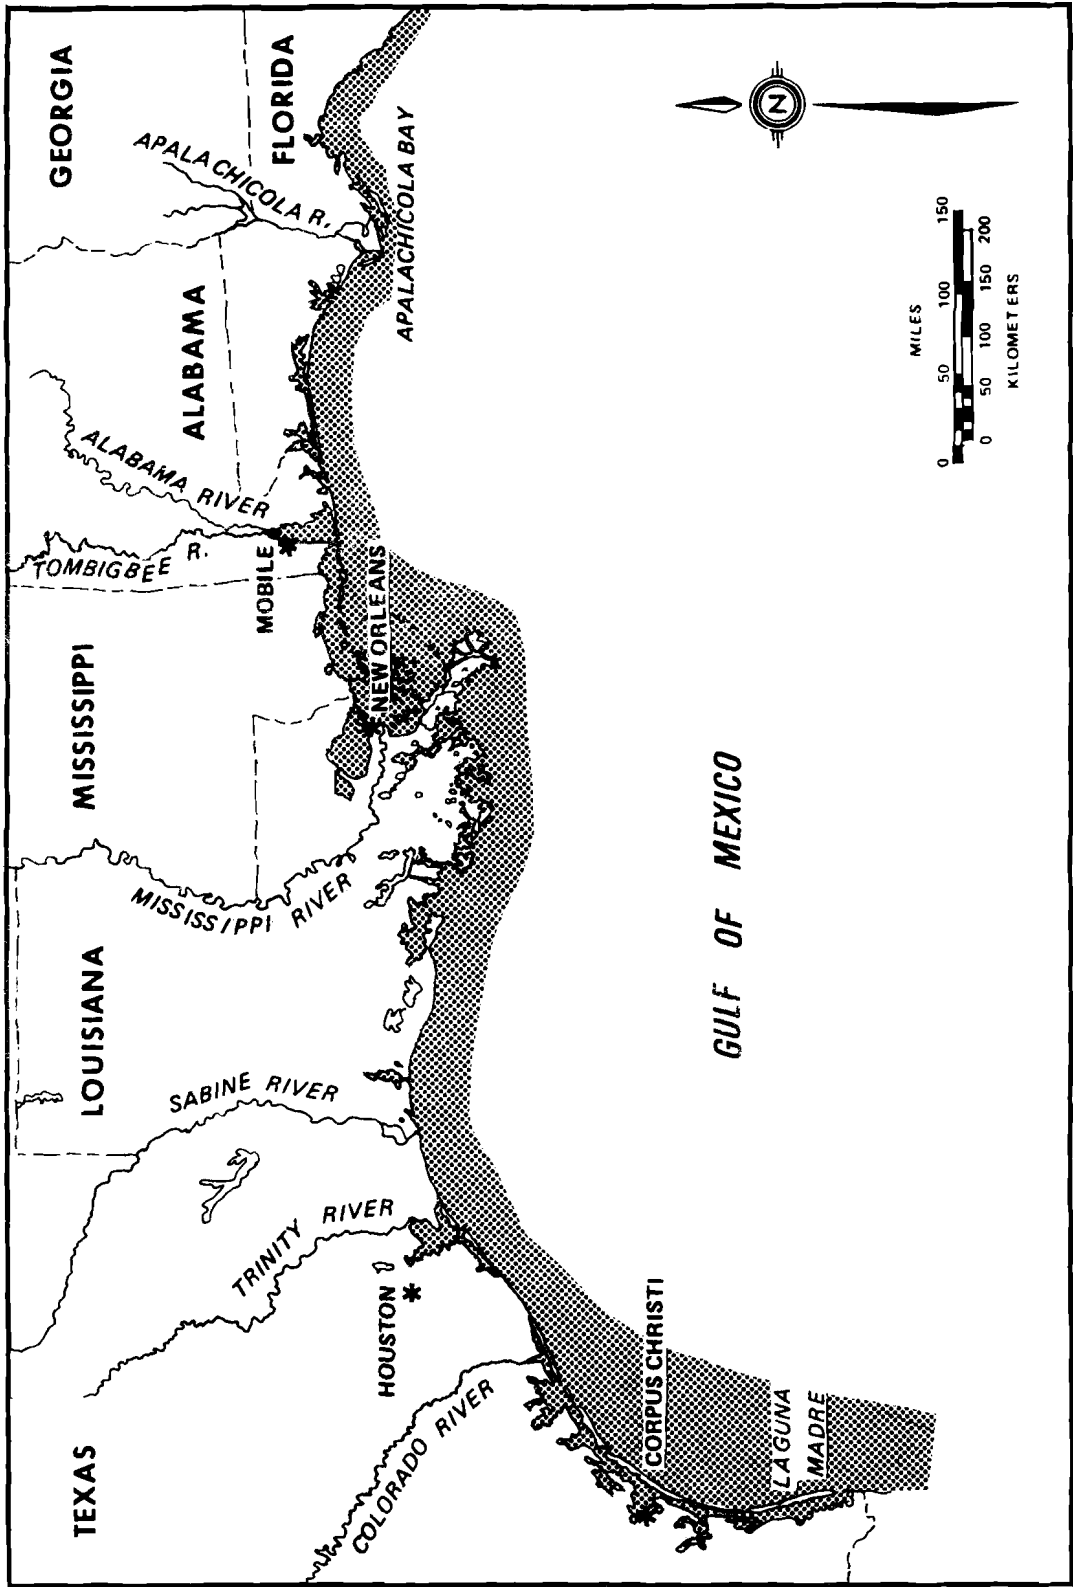 TEXAS
LOUISIANA
MISSISSIPPI
ALABAMA
GEORGIA
FLORIDA
COLORADO RIVER
TRINITY RIVER
SABINE RIVER
MISSISSIPPI RIVER
TOMBIGBEE R.
ALABAMA RIVER
APALACHICOLA R.
HOUSTON
CORPUS CHRISTI
LAGUNA
MADRE
NEW ORLEANS
MOBILE
APALACHICOLA BAY
GULF OF MEXICO
N
MILES
0 50 100 150
0 50 100 150 200
KILOMETERS